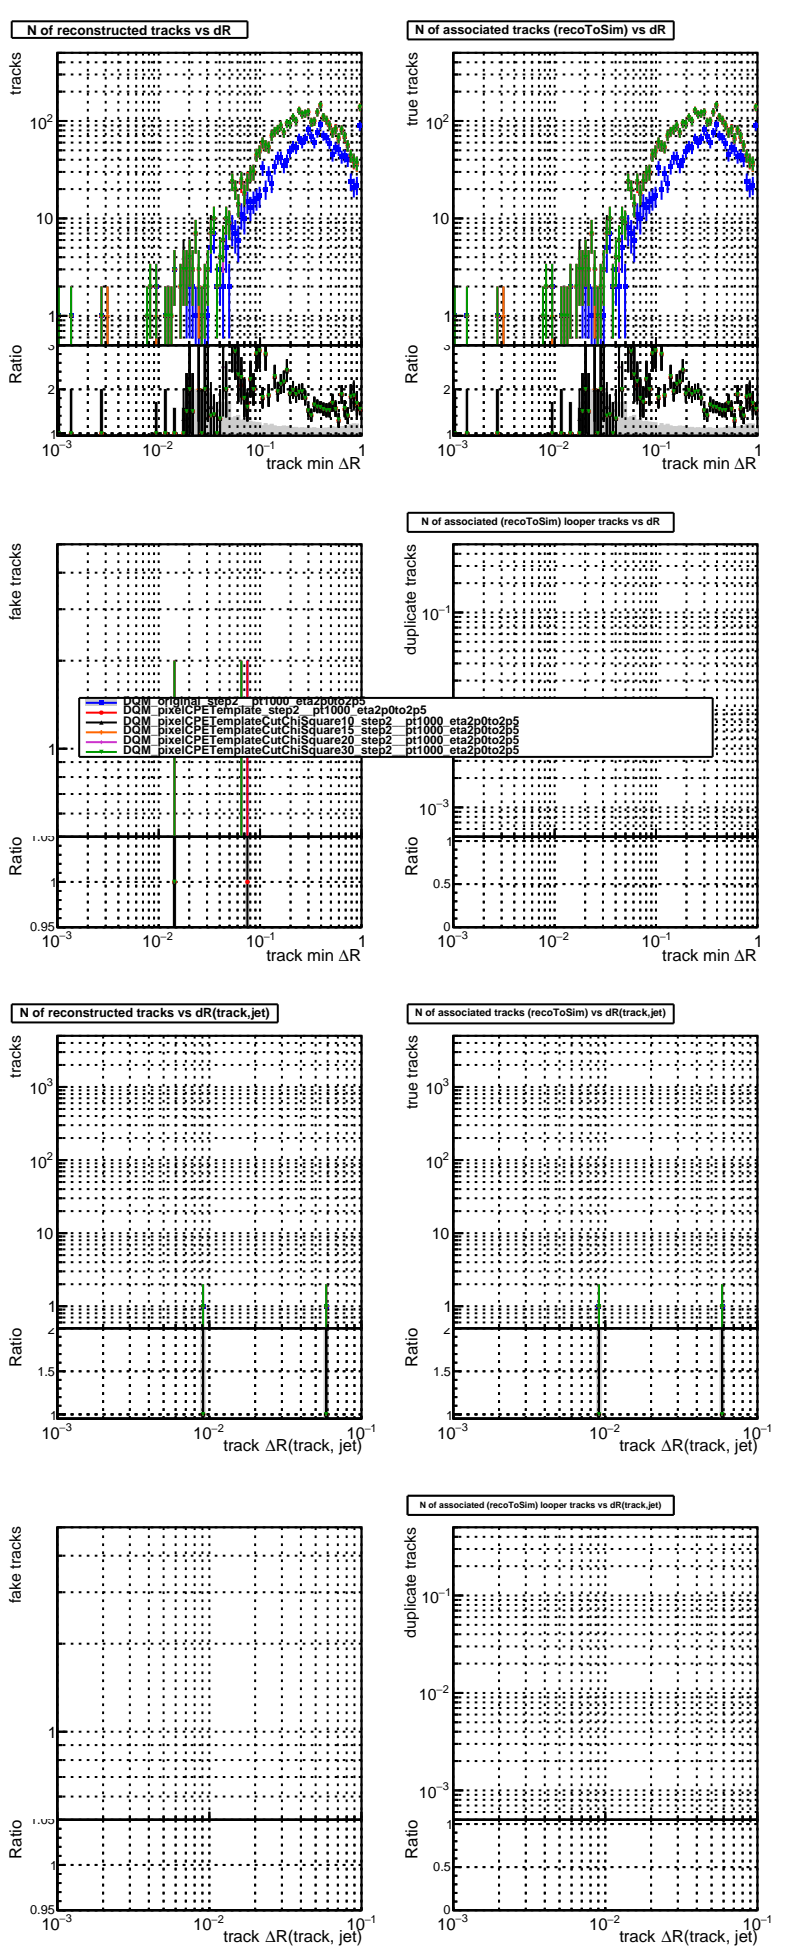 N of reconstructed tracks vs dR
N of associated tracks (recoToSim) vs dR
tracks
10²
10
1
Ratio
3
2
1
10⁻³ 10⁻² 10⁻¹ 1
track min ΔR
true tracks
10²
10
1
Ratio
3
2
1
10⁻³ 10⁻² 10⁻¹ 1
track min ΔR
N of associated (recoToSim) looper tracks vs dR
fake tracks
1
Ratio
1.05
1
0.95
10⁻³ 10⁻² 10⁻¹ 1
track min ΔR
duplicate tracks
10⁻¹
10⁻³
Ratio
1
0.5
0
10⁻³ 10⁻² 10⁻¹ 1
track min ΔR
DQM_original_step2__pt1000_eta2p0to2p5
DQM_pixelCPETemplate_step2__pt1000_eta2p0to2p5
DQM_pixelCPETemplateCutChiSquare10_step2__pt1000_eta2p0to2p5
DQM_pixelCPETemplateCutChiSquare15_step2__pt1000_eta2p0to2p5
DQM_pixelCPETemplateCutChiSquare20_step2__pt1000_eta2p0to2p5
DQM_pixelCPETemplateCutChiSquare30_step2__pt1000_eta2p0to2p5
N of reconstructed tracks vs dR(track,jet)
N of associated tracks (recoToSim) vs dR(track,jet)
tracks
10³
10²
10
1
Ratio
2
1.5
1
10⁻³ 10⁻² 10⁻¹
track ΔR(track, jet)
true tracks
10³
10²
10
1
Ratio
2
1.5
1
10⁻³ 10⁻² 10⁻¹
track ΔR(track, jet)
N of associated (recoToSim) looper tracks vs dR(track,jet)
fake tracks
1
Ratio
1.05
1
0.95
10⁻³ 10⁻² 10⁻¹
track ΔR(track, jet)
duplicate tracks
10⁻¹
10⁻²
10⁻³
Ratio
1
0.5
0
10⁻³ 10⁻² 10⁻¹
track ΔR(track, jet)